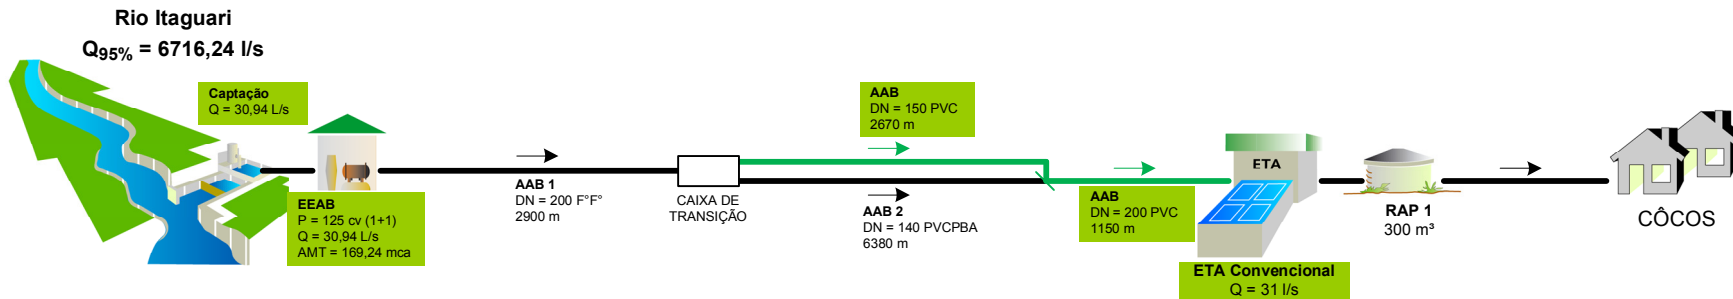 Rio Itaguari
Q95% = 6716,24 l/s
Captação
Q = 30,94 L/s
EEAB
P = 125 cv (1+1)
Q = 30,94 L/s
AMT = 169,24 mca
AAB 1
DN = 200 F°F°
2900 m
CAIXA DE
TRANSIÇÃO
AAB
DN = 150 PVC
2670 m
AAB 2
DN = 140 PVCPBA
6380 m
AAB
DN = 200 PVC
1150 m
ETA
ETA Convencional
Q = 31 l/s
RAP 1
300 m³
CÔCOS